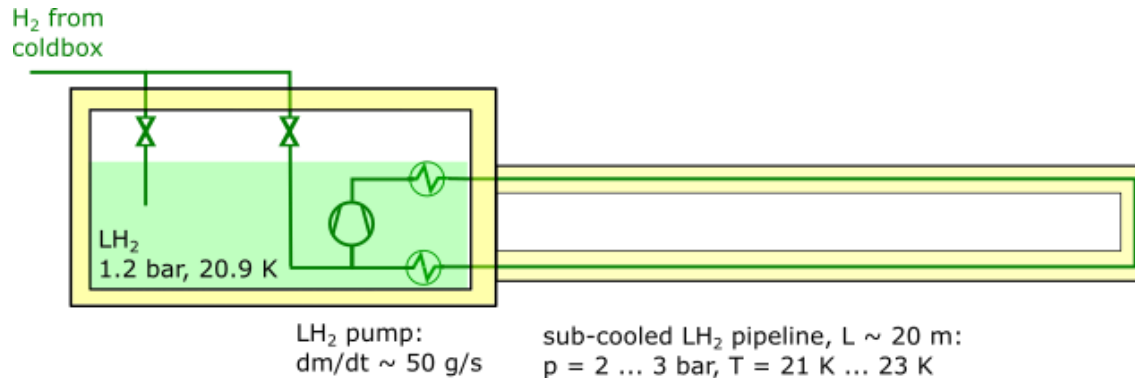 H₂ from
coldbox
LH₂
1.2 bar, 20.9 K
LH₂ pump:
dm/dt ~ 50 g/s
sub-cooled LH₂ pipeline, L ~ 20 m:
p = 2 ... 3 bar, T = 21 K ... 23 K